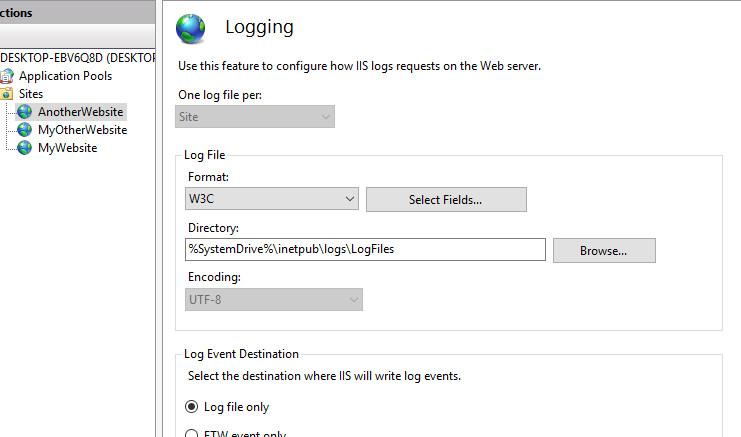 ctions
DESKTOP-EBV6Q8D (DESKTOP
Application Pools
Sites
AnotherWebsite
MyOtherWebsite
MyWebsite
Logging
Use this feature to configure how IIS logs requests on the Web server.
One log file per:
Site
Log File
Format:
W3C
Select Fields...
Directory:
%SystemDrive%\inetpub\logs\LogFiles
Browse...
Encoding:
UTF-8
Log Event Destination
Select the destination where IIS will write log events.
Log file only
ETW event only